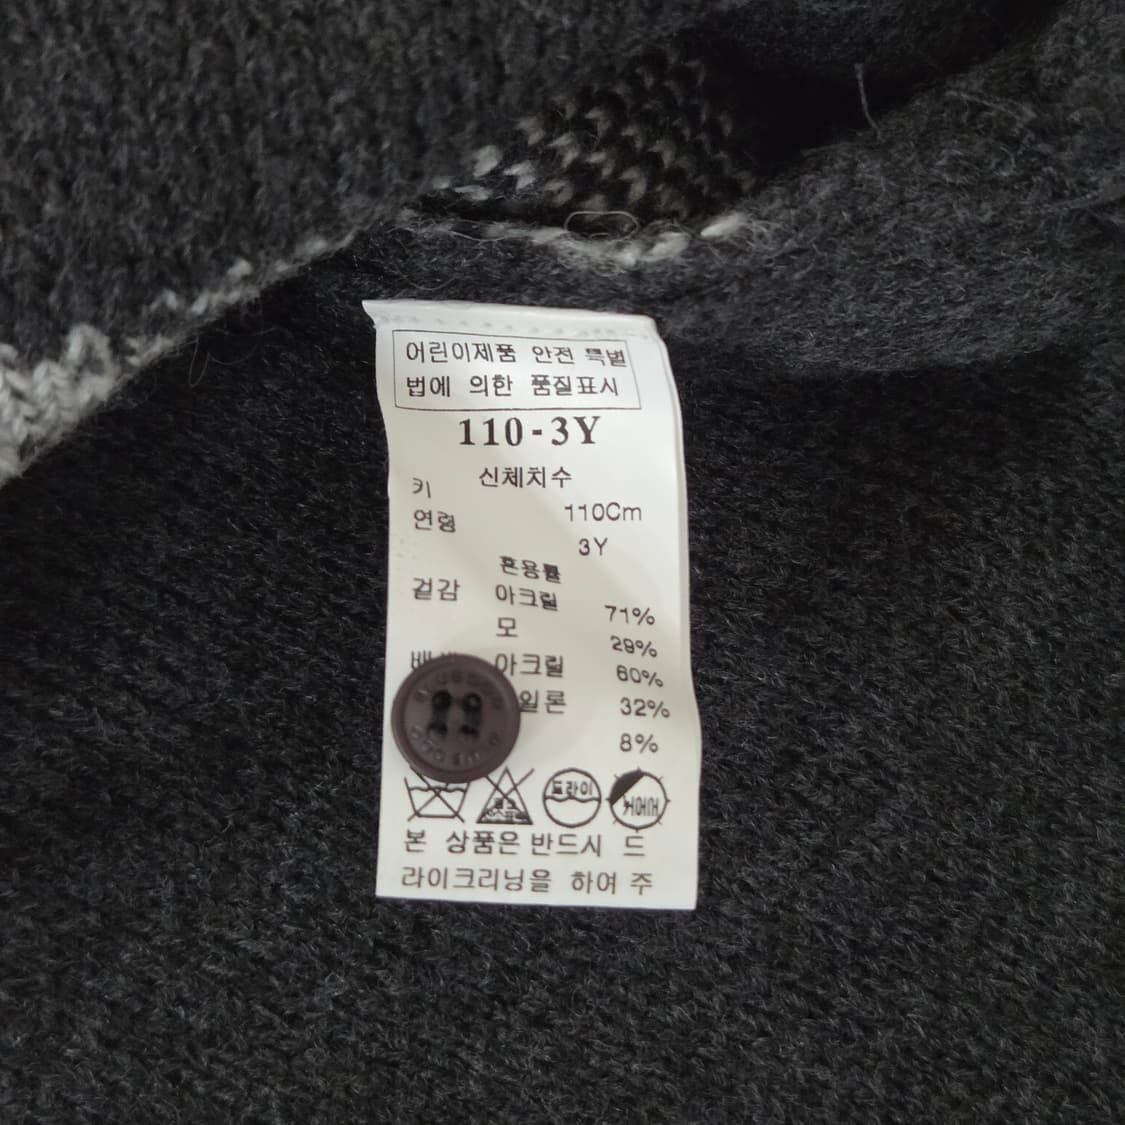 어린이제품 안전 특별
법에 의한 품질표시
110-3Y
신체치수
키 110Cm
연령 3Y
혼용률
겉감 아크릴 71%
모 29%
아크릴 60%
32%
8%
드라이
본 상품은 반드시 드
라이크리닝을 하여 주